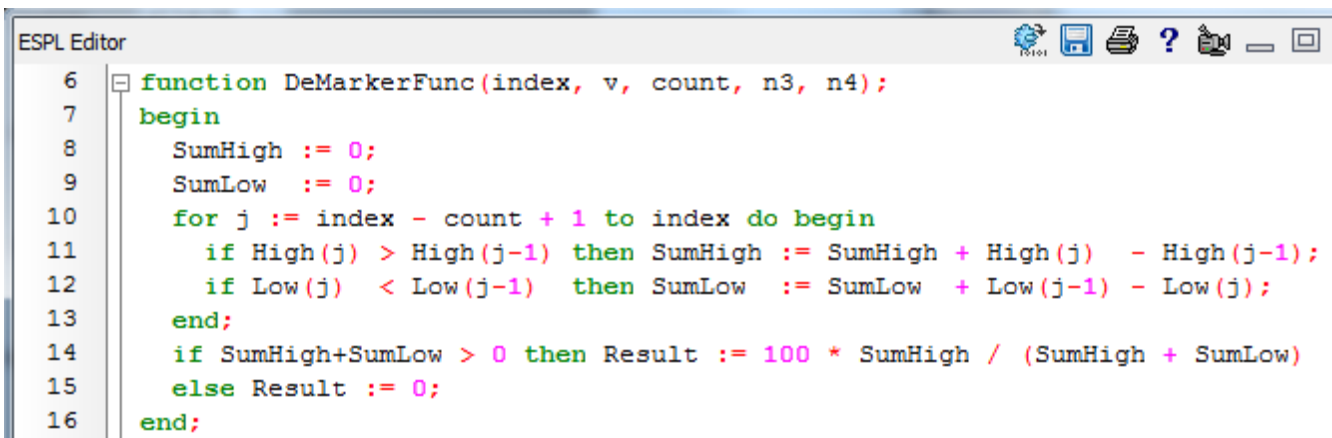 ESPL Editor
6 function DeMarkerFunc(index, v, count, n3, n4);
7 begin
8 SumHigh := 0;
9 SumLow  := 0;
10 for j := index - count + 1 to index do begin
11 if High(j) > High(j-1) then SumHigh := SumHigh + High(j)  - High(j-1);
12 if Low(j)  < Low(j-1)  then SumLow  := SumLow  + Low(j-1) - Low(j);
13 end;
14 if SumHigh+SumLow > 0 then Result := 100 * SumHigh / (SumHigh + SumLow)
15 else Result := 0;
16 end;